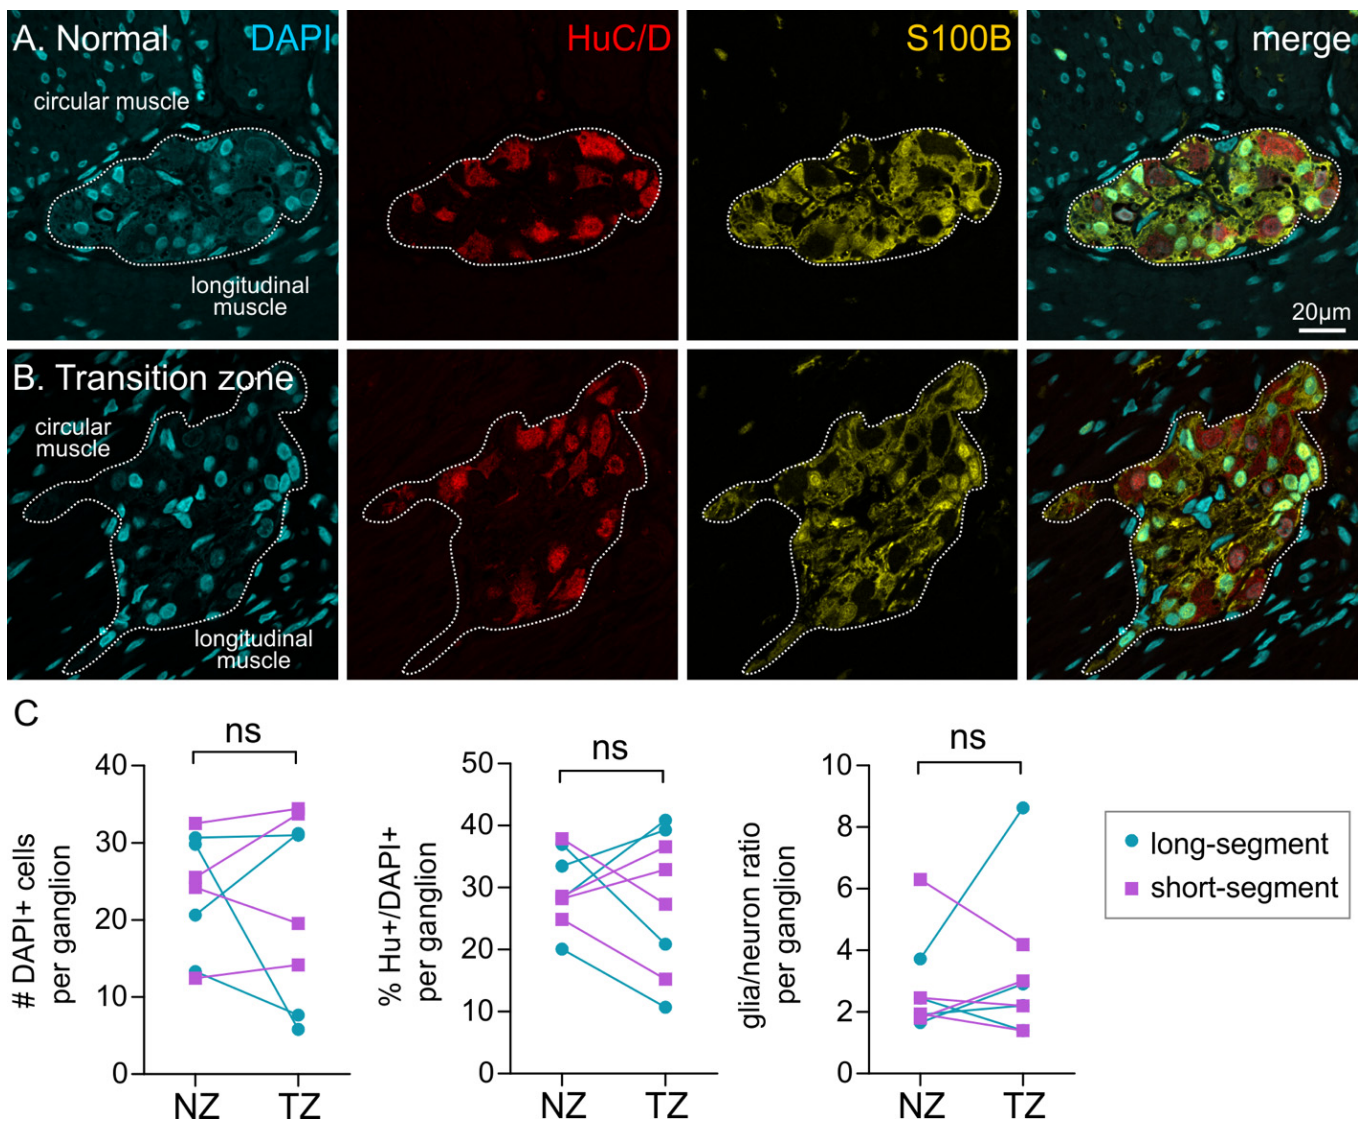 A. Normal DAPI HuC/D S100B merge
circular muscle
longitudinal
muscle
20µm
B. Transition zone
circular
muscle
longitudinal
muscle
C
ns
# DAPI+ cells
per ganglion
40
30
20
10
0
NZ TZ
ns
% Hu+/DAPI+
per ganglion
50
40
30
20
10
0
NZ TZ
ns
glia/neuron ratio
per ganglion
10
8
6
4
2
0
NZ TZ
long-segment
short-segment